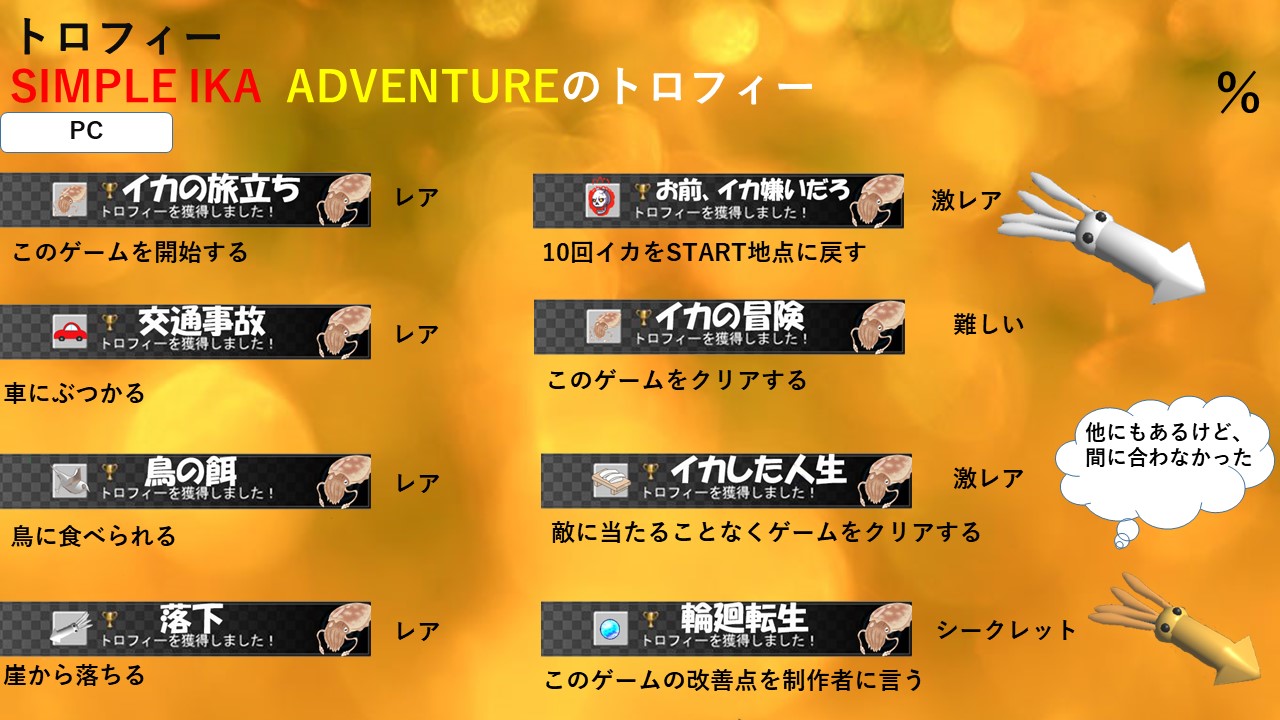 トロフィー
SIMPLE IKA ADVENTUREのトロフィー
%
PC
イカの旅立ち
トロフィーを獲得しました！
レア
このゲームを開始する
交通事故
トロフィーを獲得しました！
レア
車にぶつかる
鳥の餌
トロフィーを獲得しました！
レア
鳥に食べられる
落下
トロフィーを獲得しました！
レア
崖から落ちる
お前、イカ嫌いだろ
トロフィーを獲得しました！
激レア
10回イカをSTART地点に戻す
イカの冒険
トロフィーを獲得しました！
難しい
このゲームをクリアする
イカした人生
トロフィーを獲得しました！
激レア
敵に当たることなくゲームをクリアする
輪廻転生
トロフィーを獲得しました！
シークレット
このゲームの改善点を制作者に言う
他にもあるけど、
間に合わなかった